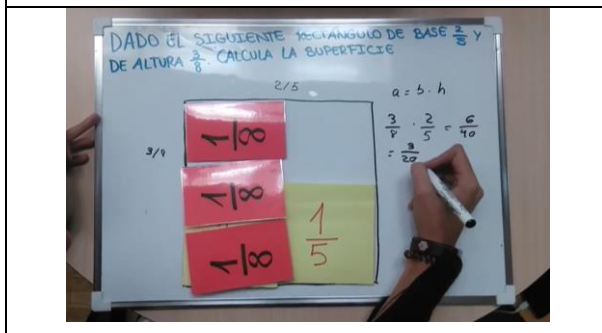 DADO EL SIGUIENTE RECTÁNGULO DE BASE 2/5 Y
DE ALTURA 3/8 CALCULA LA SUPERFICIE
2/5
a = b · h
3/8 · 2/5 = 6/40
= 3/20
3/8
1/8
1/8
1/8
1/5